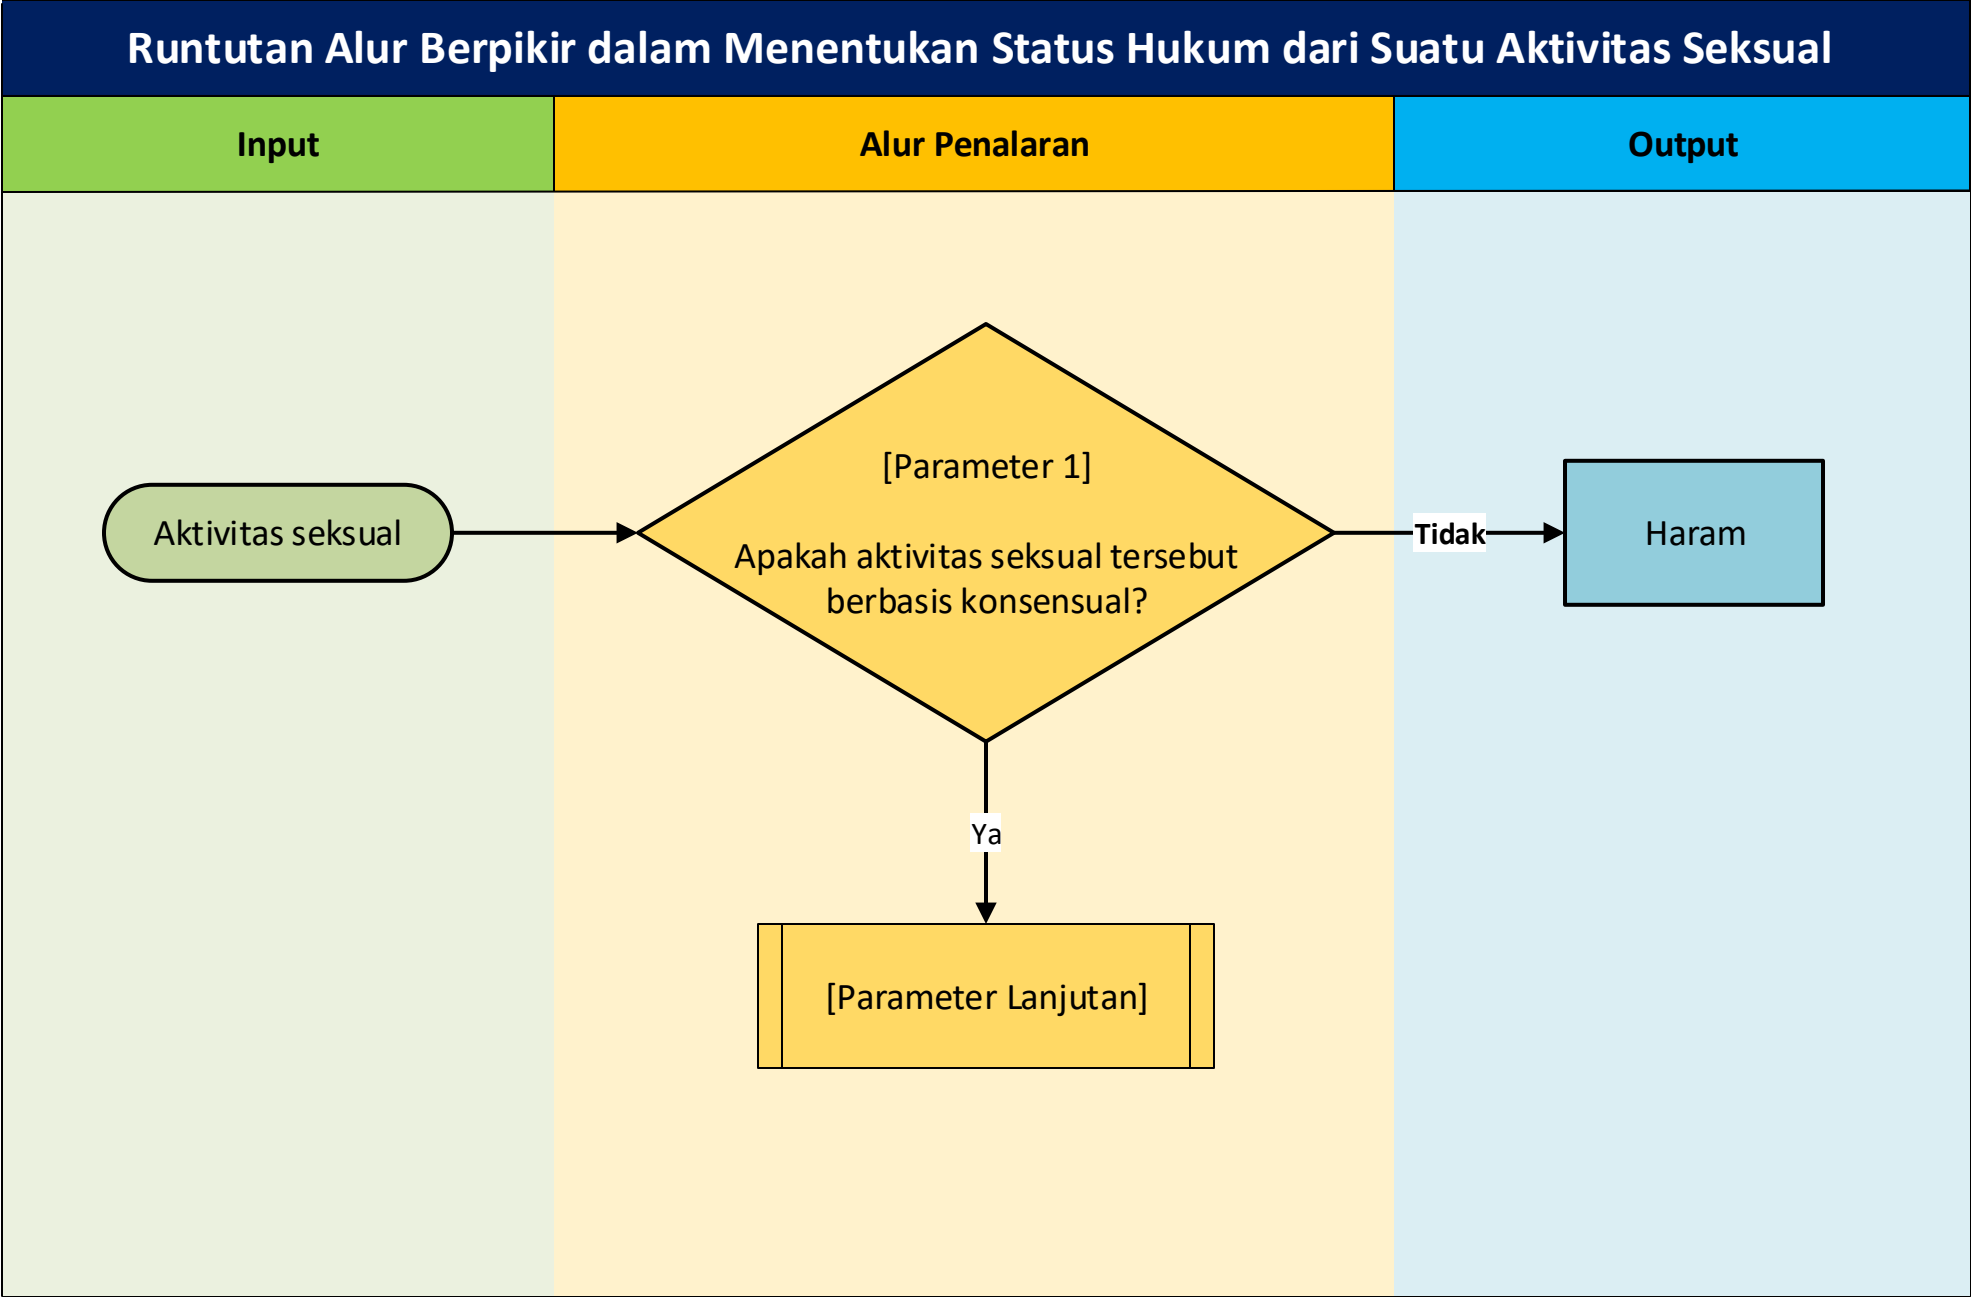 Runtutan Alur Berpikir dalam Menentukan Status Hukum dari Suatu Aktivitas Seksual
Input
Alur Penalaran
Output
Aktivitas seksual
[Parameter 1]
Apakah aktivitas seksual tersebut
berbasis konsensual?
Tidak
Haram
Ya
[Parameter Lanjutan]